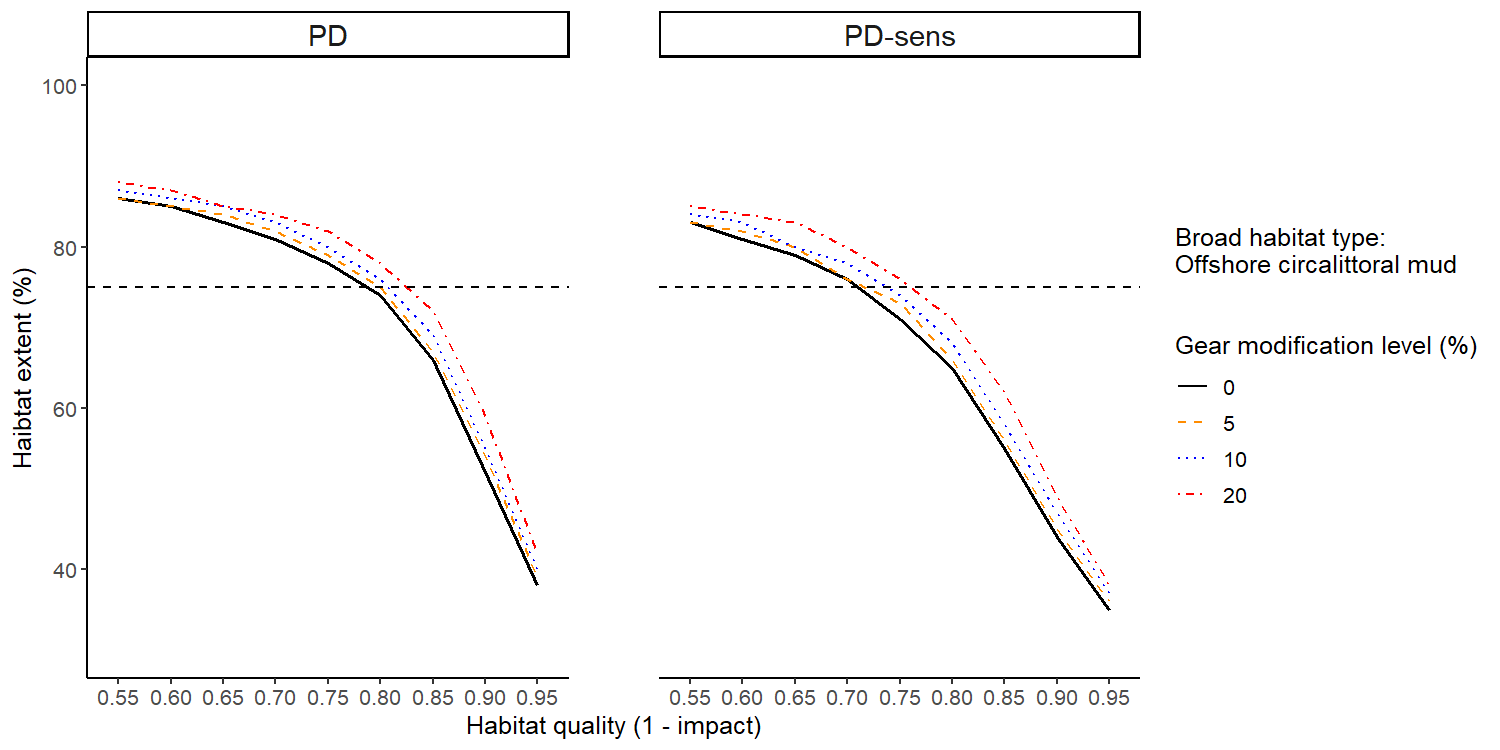 PD
PD-sens
100
80
60
40
Haibtat extent (%)
0.55 0.60 0.65 0.70 0.75 0.80 0.85 0.90 0.95
0.55 0.60 0.65 0.70 0.75 0.80 0.85 0.90 0.95
Habitat quality (1 - impact)
Broad habitat type:
Offshore circalittoral mud
Gear modification level (%)
0
5
10
20